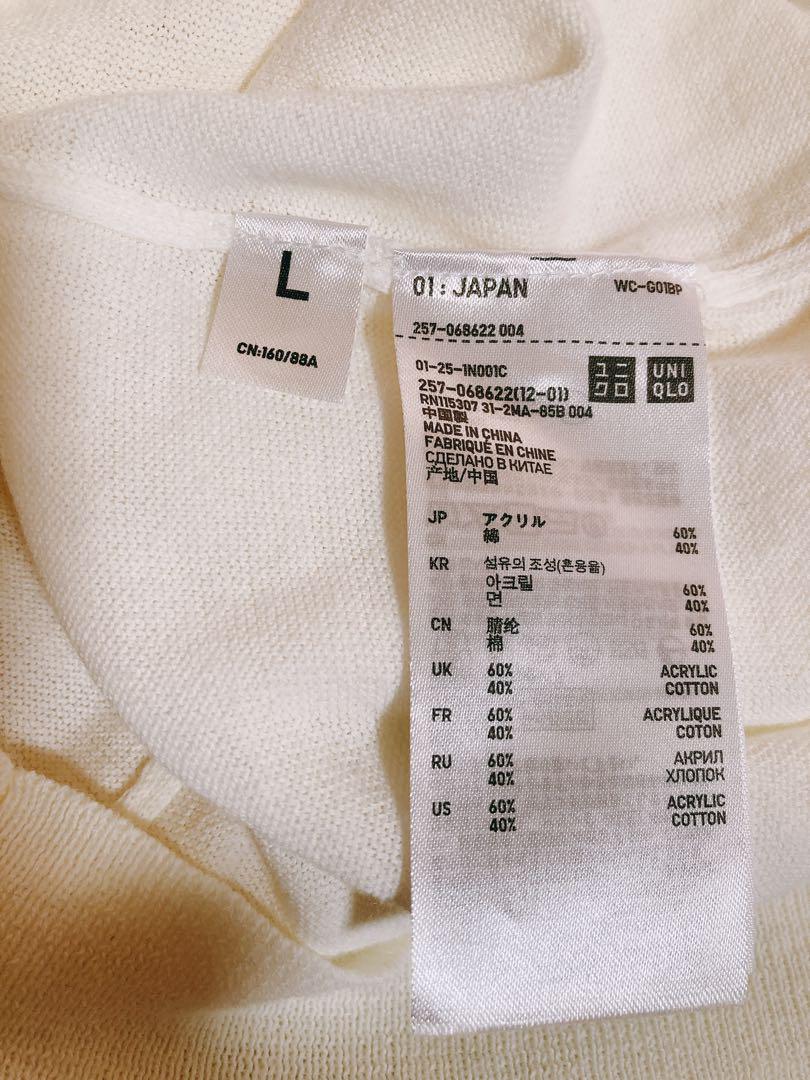 L
CN:160/88A
01 : JAPAN WC-G01BP
257-068622 004
01-25-1N001C
ユニ
クロ
UNI
QLO
257-068622(12-01)
RN115307 31-2MA-85B 004
中国製
MADE IN CHINA
FABRIQUÉ EN CHINE
СДЕЛАНО В КИТАЕ
产地/中国
JP アクリル 60%
綿 40%
KR 섬유의 조성(혼용율)
아크릴 60%
면 40%
CN 腈纶 60%
棉 40%
UK 60% ACRYLIC
40% COTTON
FR 60% ACRYLIQUE
40% COTON
RU 60% АКРИЛ
40% ХЛОПОК
US 60% ACRYLIC
40% COTTON